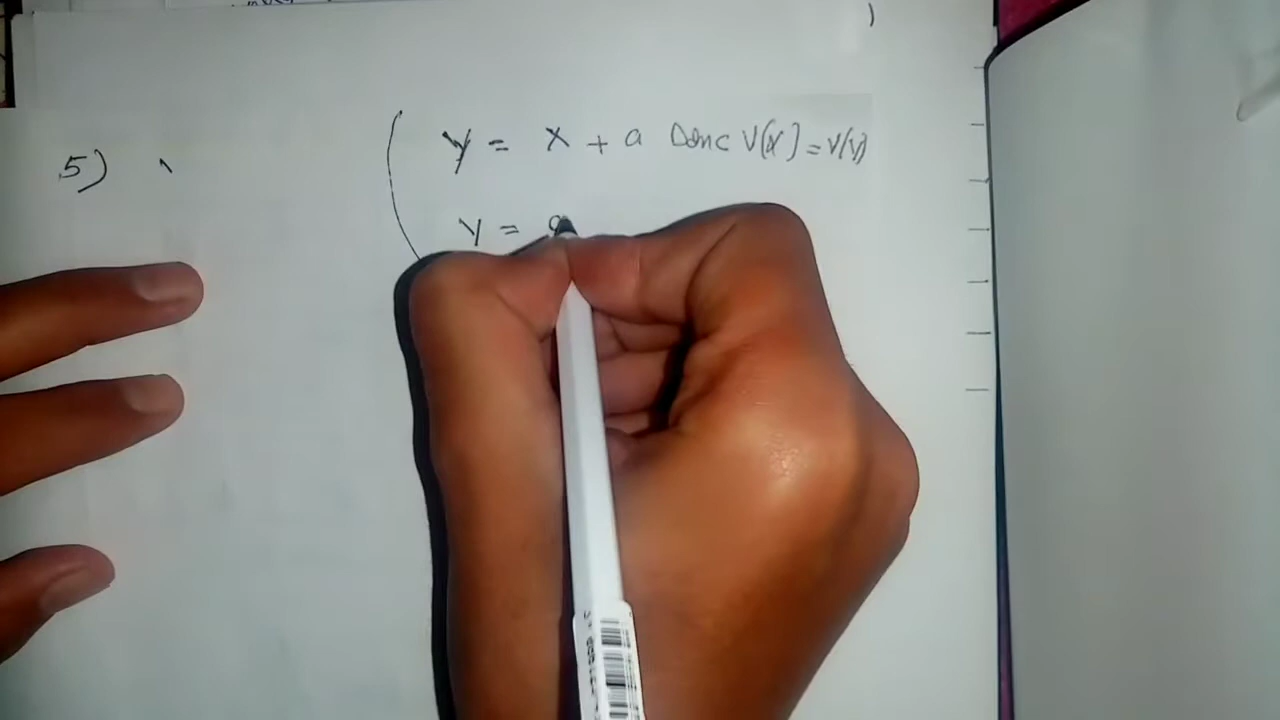 5)
y = x + a Donc V(x) = V(y)
y = a